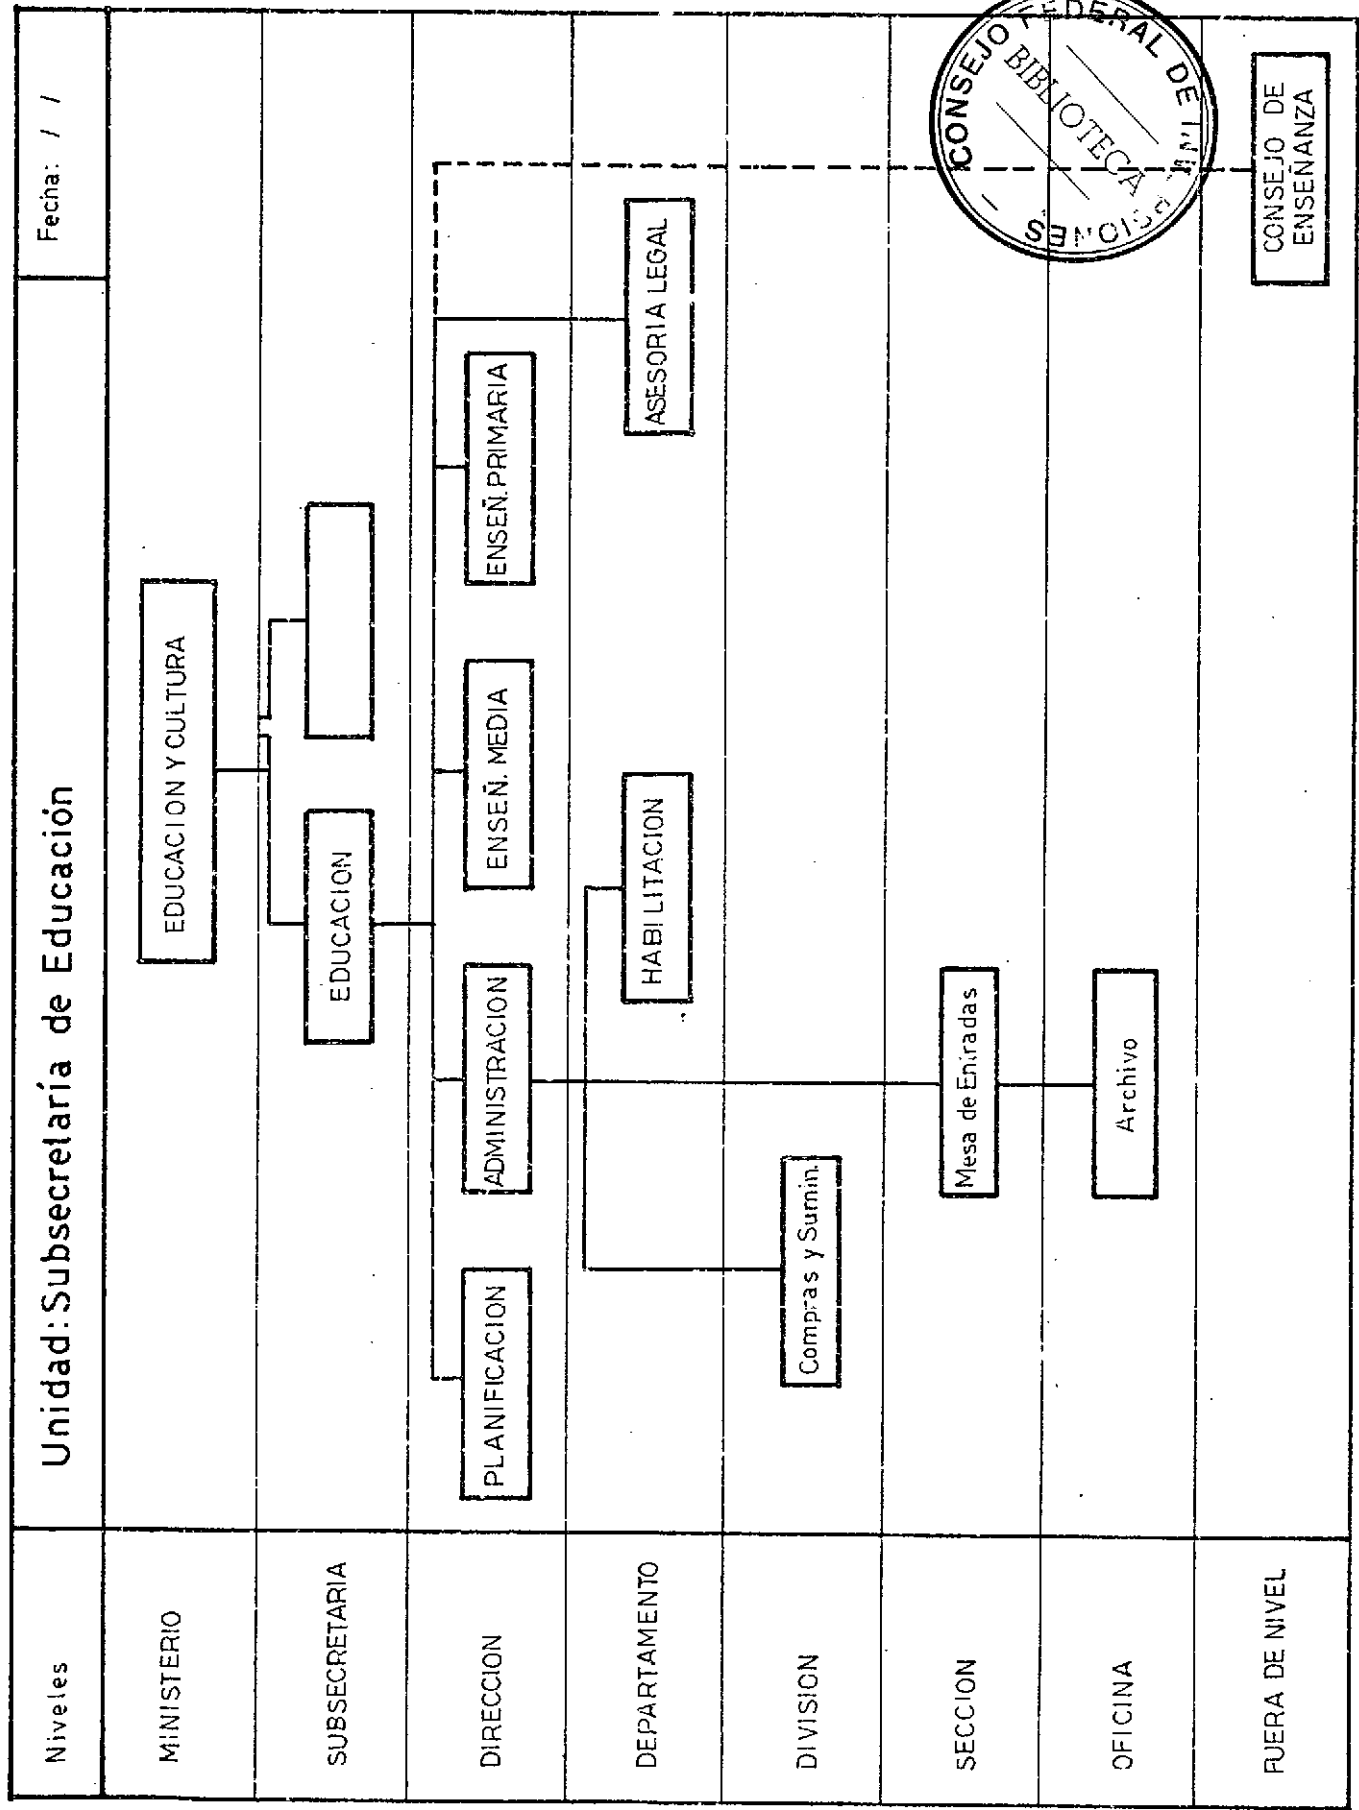 Niveles
Unidad:Subsecretaría de Educación
Fecha: / /
MINISTERIO
EDUCACION Y CULTURA
SUBSECRETARIA
EDUCACION
DIRECCION
PLANIFICACION
ADMINISTRACION
ENSEÑ. MEDIA
ENSEÑ. PRIMARIA
DEPARTAMENTO
HABILITACION
ASESORIA LEGAL
DIVISION
Compras y Sumin.
SECCION
Mesa de Entradas
OFICINA
Archivo
FUERA DE NIVEL
CONSEJO DE
ENSEÑANZA
CONSEJO FEDERAL DE
BIBLIOTECA